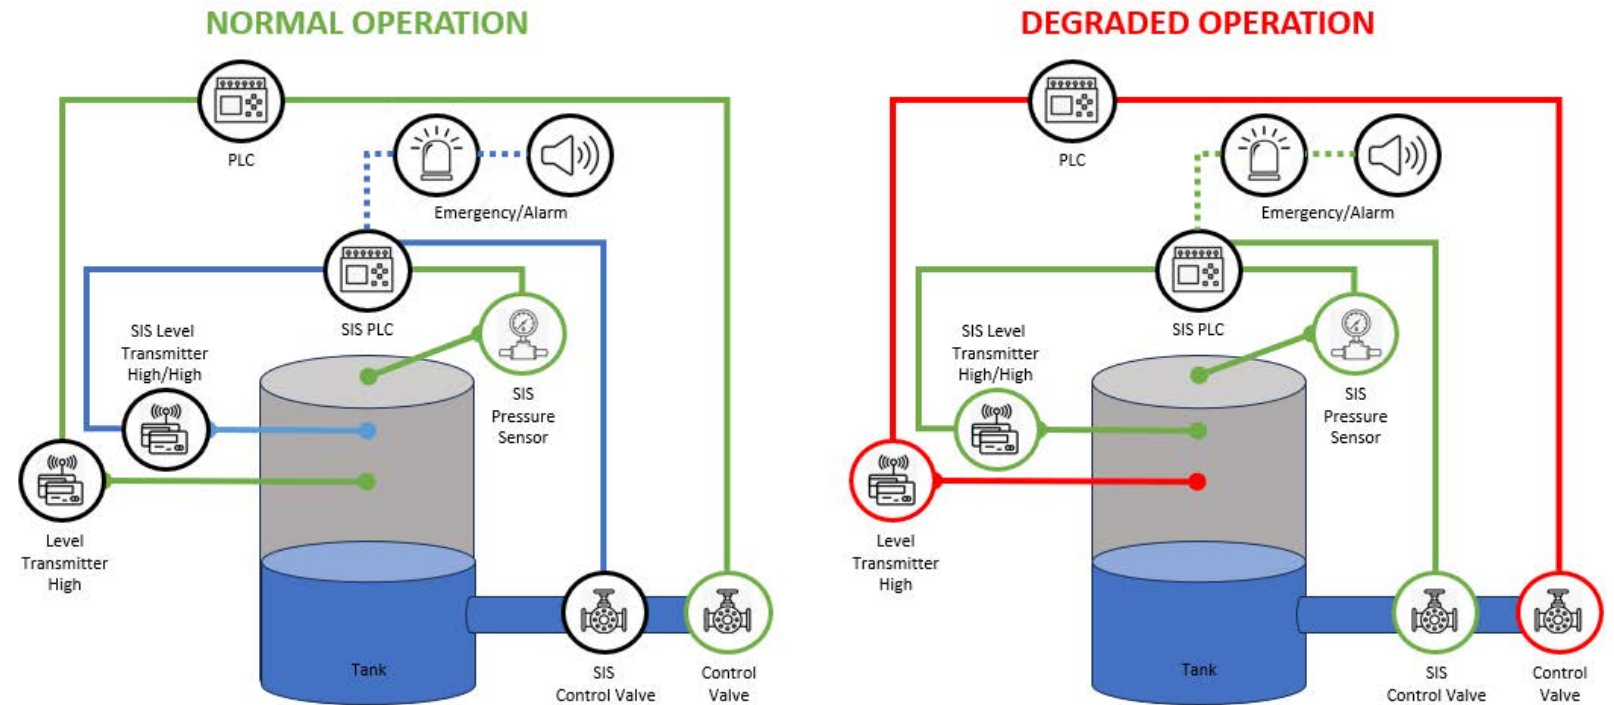 NORMAL OPERATION
PLC
Emergency/Alarm
SIS PLC
SIS Level
Transmitter
High/High
SIS
Pressure
Sensor
Level
Transmitter
High
Tank
SIS
Control Valve
Control
Valve
DEGRADED OPERATION
PLC
Emergency/Alarm
SIS PLC
SIS Level
Transmitter
High/High
SIS
Pressure
Sensor
Level
Transmitter
High
Tank
SIS
Control Valve
Control
Valve